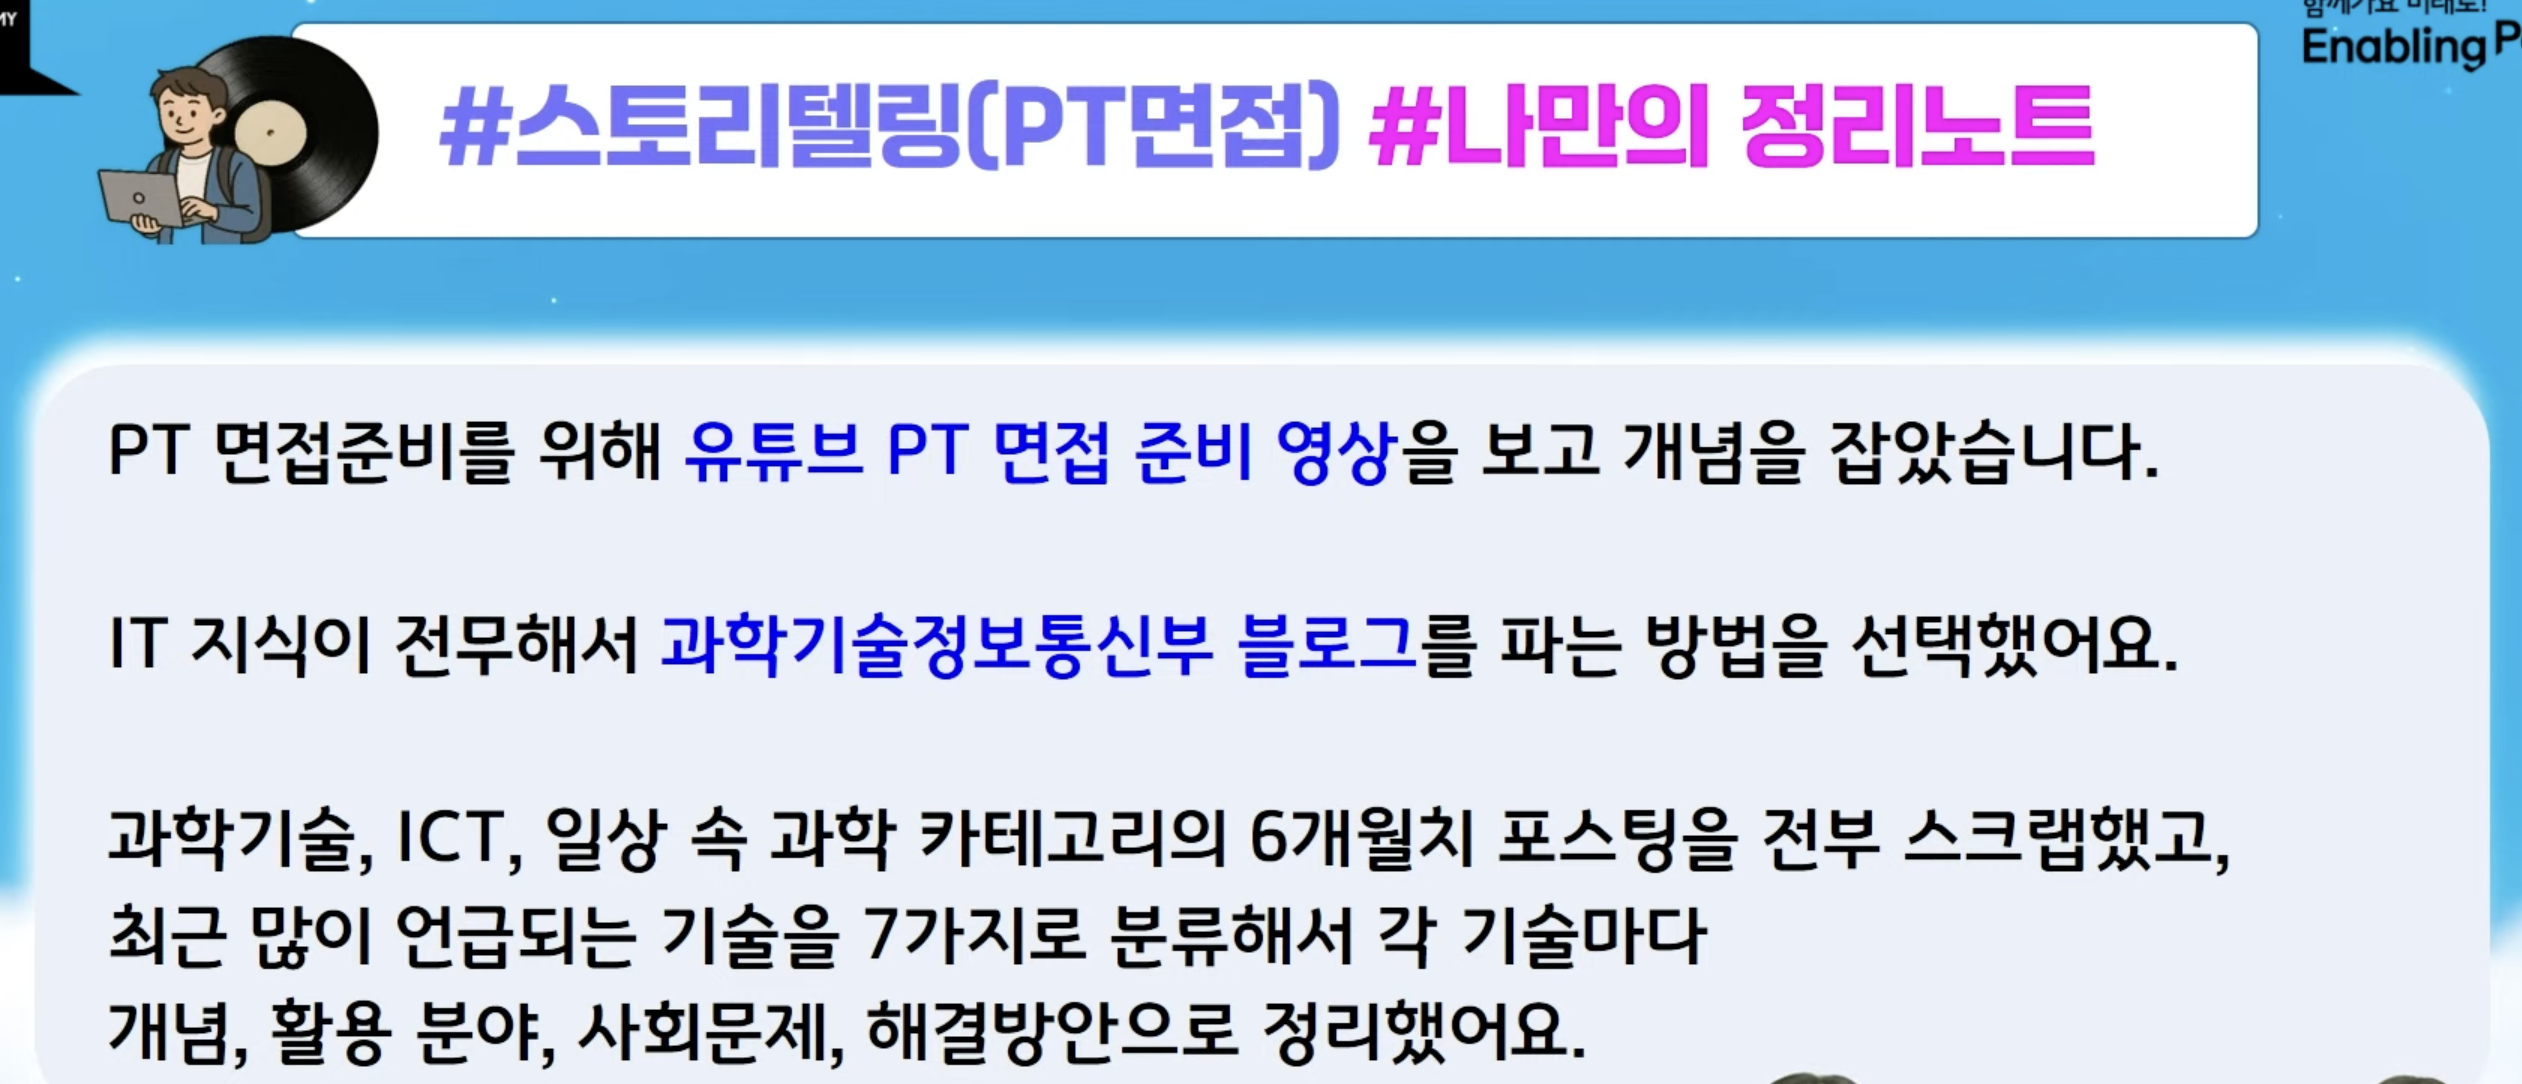 MY
함께가요 미래로!
Enabling
#스토리텔링(PT면접) #나만의 정리노트
PT 면접준비를 위해 유튜브 PT 면접 준비 영상을 보고 개념을 잡았습니다.
IT 지식이 전무해서 과학기술정보통신부 블로그를 파는 방법을 선택했어요.
과학기술, ICT, 일상 속 과학 카테고리의 6개월치 포스팅을 전부 스크랩했고,
최근 많이 언급되는 기술을 7가지로 분류해서 각 기술마다
개념, 활용 분야, 사회문제, 해결방안으로 정리했어요.